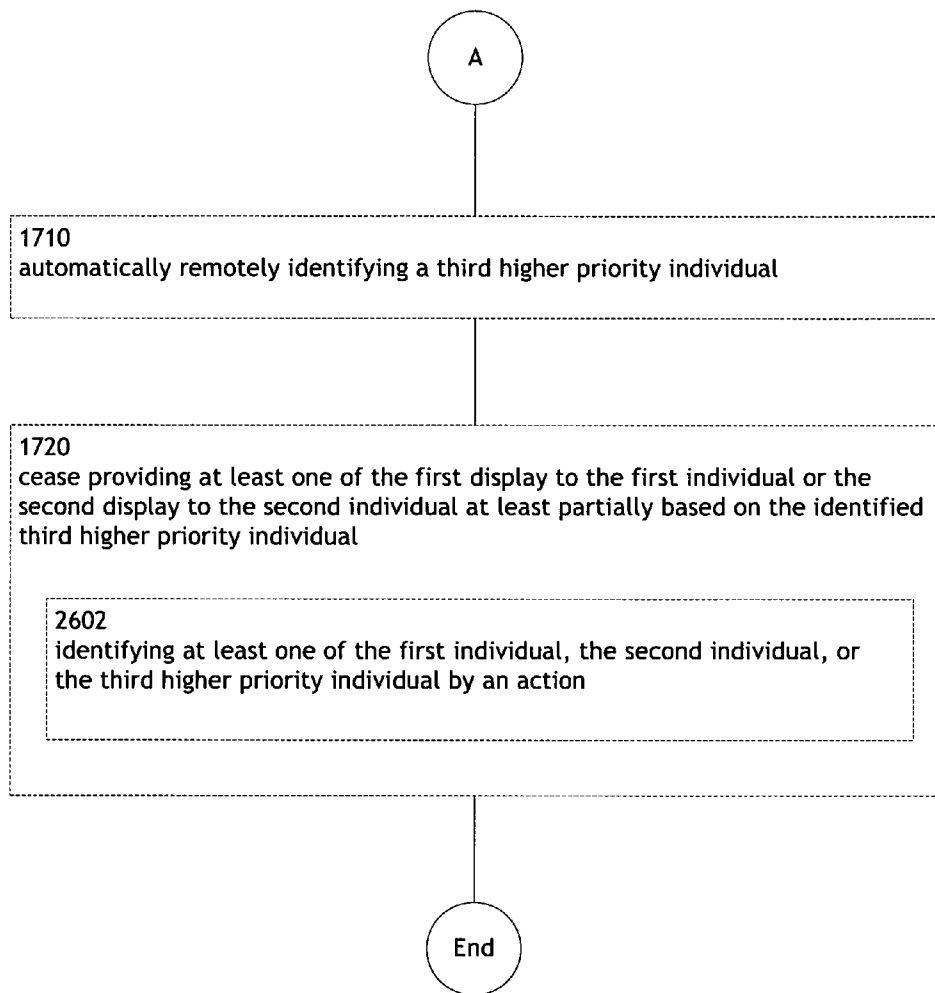 A
1710
automatically remotely identifying a third higher priority individual
1720
cease providing at least one of the first display to the first individual or the
second display to the second individual at least partially based on the identified
third higher priority individual
2602
identifying at least one of the first individual, the second individual, or
the third higher priority individual by an action
End